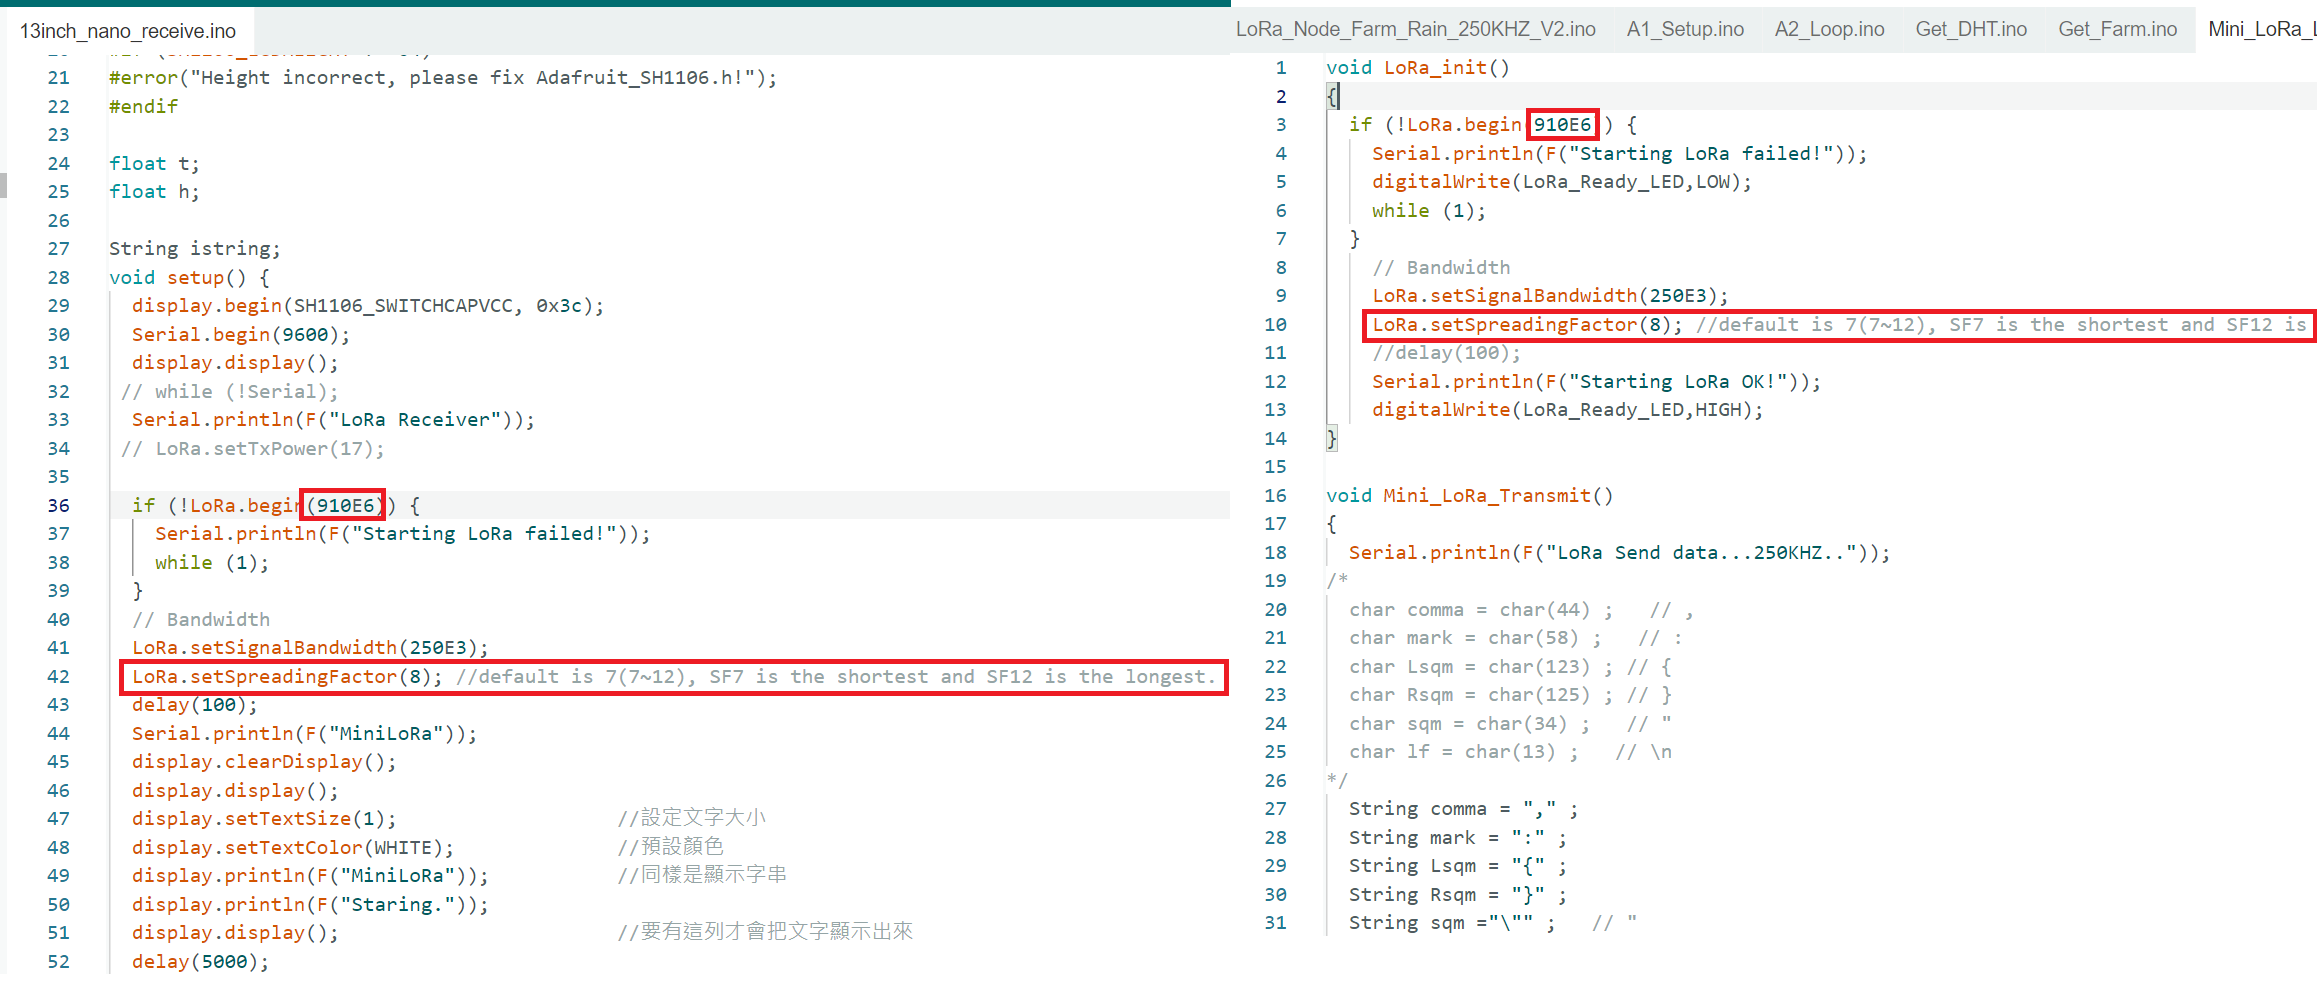 13inch_nano_receive.ino
21 #error("Height incorrect, please fix Adafruit_SH1106.h!");
22 #endif
23
24 float t;
25 float h;
26
27 String istring;
28 void setup() {
29 display.begin(SH1106_SWITCHCAPVCC, 0x3c);
30 Serial.begin(9600);
31 display.display();
32 // while (!Serial);
33 Serial.println(F("LoRa Receiver"));
34 // LoRa.setTxPower(17);
35
36 if (!LoRa.begin(910E6)) {
37 Serial.println(F("Starting LoRa failed!"));
38 while (1);
39 }
40 // Bandwidth
41 LoRa.setSignalBandwidth(250E3);
42 LoRa.setSpreadingFactor(8); //default is 7(7~12), SF7 is the shortest and SF12 is the longest.
43 delay(100);
44 Serial.println(F("MiniLoRa"));
45 display.clearDisplay();
46 display.display();
47 display.setTextSize(1); //設定文字大小
48 display.setTextColor(WHITE); //預設顏色
49 display.println(F("MiniLoRa")); //同樣是顯示字串
50 display.println(F("Staring."));
51 display.display(); //要有這列才會把文字顯示出來
52 delay(5000);
LoRa_Node_Farm_Rain_250KHZ_V2.ino A1_Setup.ino A2_Loop.ino Get_DHT.ino Get_Farm.ino Mini_LoRa_
1 void LoRa_init()
2 {
3 if (!LoRa.begin(910E6)) {
4 Serial.println(F("Starting LoRa failed!"));
5 digitalWrite(LoRa_Ready_LED,LOW);
6 while (1);
7 }
8 // Bandwidth
9 LoRa.setSignalBandwidth(250E3);
10 LoRa.setSpreadingFactor(8); //default is 7(7~12), SF7 is the shortest and SF12 is
11 //delay(100);
12 Serial.println(F("Starting LoRa OK!"));
13 digitalWrite(LoRa_Ready_LED,HIGH);
14 }
15
16 void Mini_LoRa_Transmit()
17 {
18 Serial.println(F("LoRa Send data...250KHZ.."));
19 /*
20 char comma = char(44) ; // ,
21 char mark = char(58) ; // :
22 char Lsqm = char(123) ; // {
23 char Rsqm = char(125) ; // }
24 char sqm = char(34) ; // "
25 char lf = char(13) ; // \n
26 */
27 String comma = "," ;
28 String mark = ":" ;
29 String Lsqm = "{" ;
30 String Rsqm = "}" ;
31 String sqm ="\"" ; // "